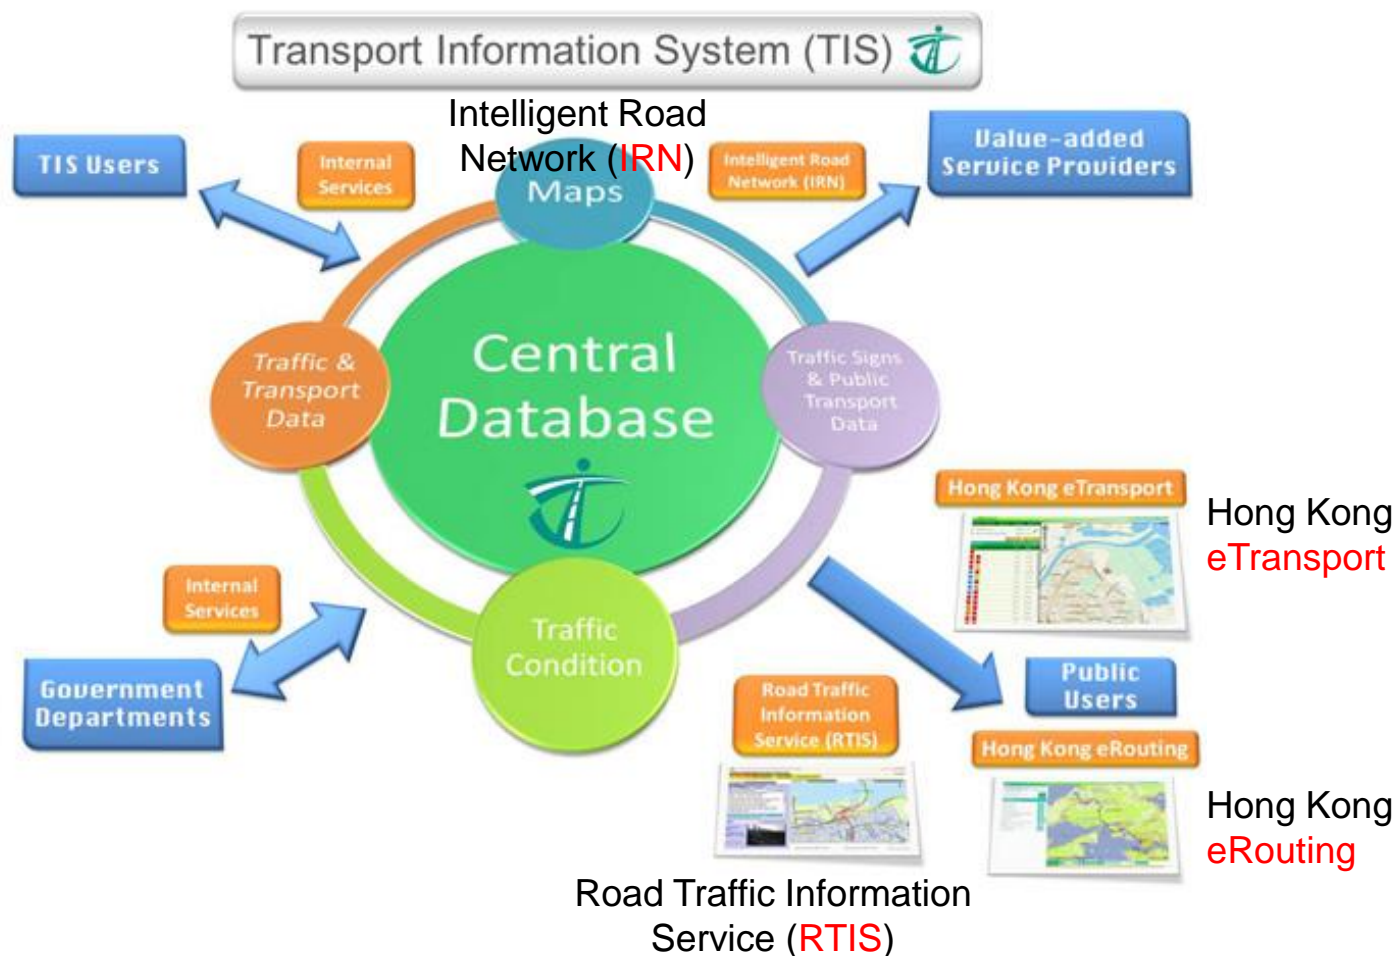 Transport Information System (TIS)
Intelligent Road
Network (IRN)
TIS Users
Internal
Services
Intelligent Road
Network (IRN)
Value-added
Service Providers
Maps
Traffic &
Transport
Data
Central
Database
Traffic Signs
& Public
Transport
Data
Hong Kong eTransport
Hong Kong
eTransport
Internal
Services
Government
Departments
Traffic
Condition
Public
Users
Road Traffic
Information
Service (RTIS)
Hong Kong eRouting
Hong Kong
eRouting
Road Traffic Information
Service (RTIS)